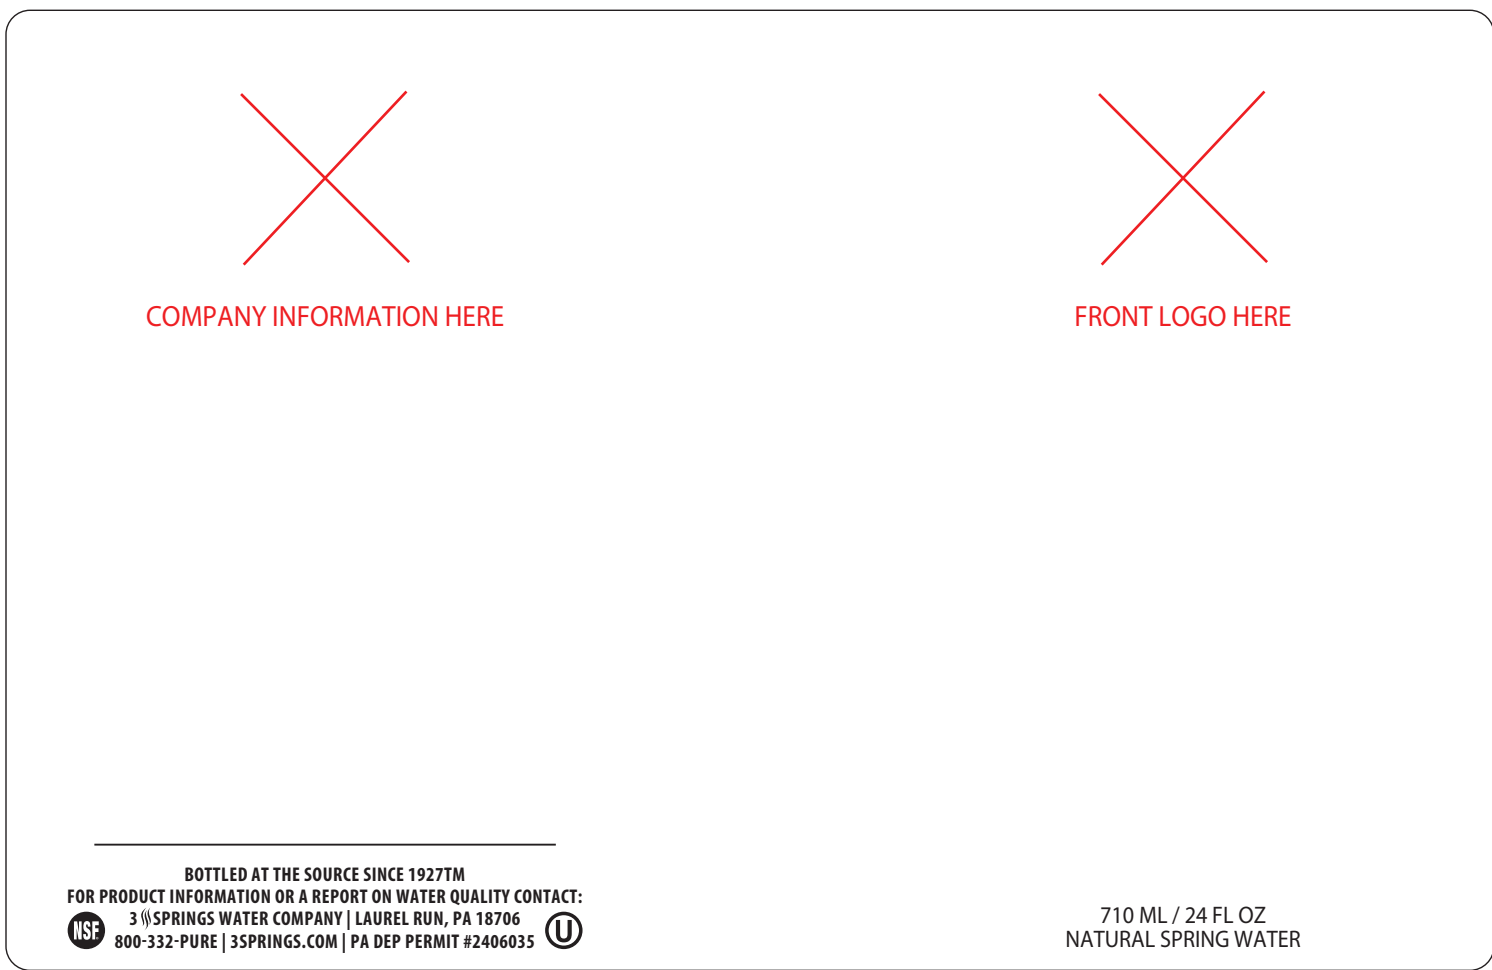 COMPANY INFORMATION HERE
FRONT LOGO HERE
BOTTLED AT THE SOURCE SINCE 1927TM
FOR PRODUCT INFORMATION OR A REPORT ON WATER QUALITY CONTACT:
3 SPRINGS WATER COMPANY | LAUREL RUN, PA 18706
800-332-PURE | 3SPRINGS.COM | PA DEP PERMIT #2406035
NSF
U
710 ML / 24 FL OZ
NATURAL SPRING WATER